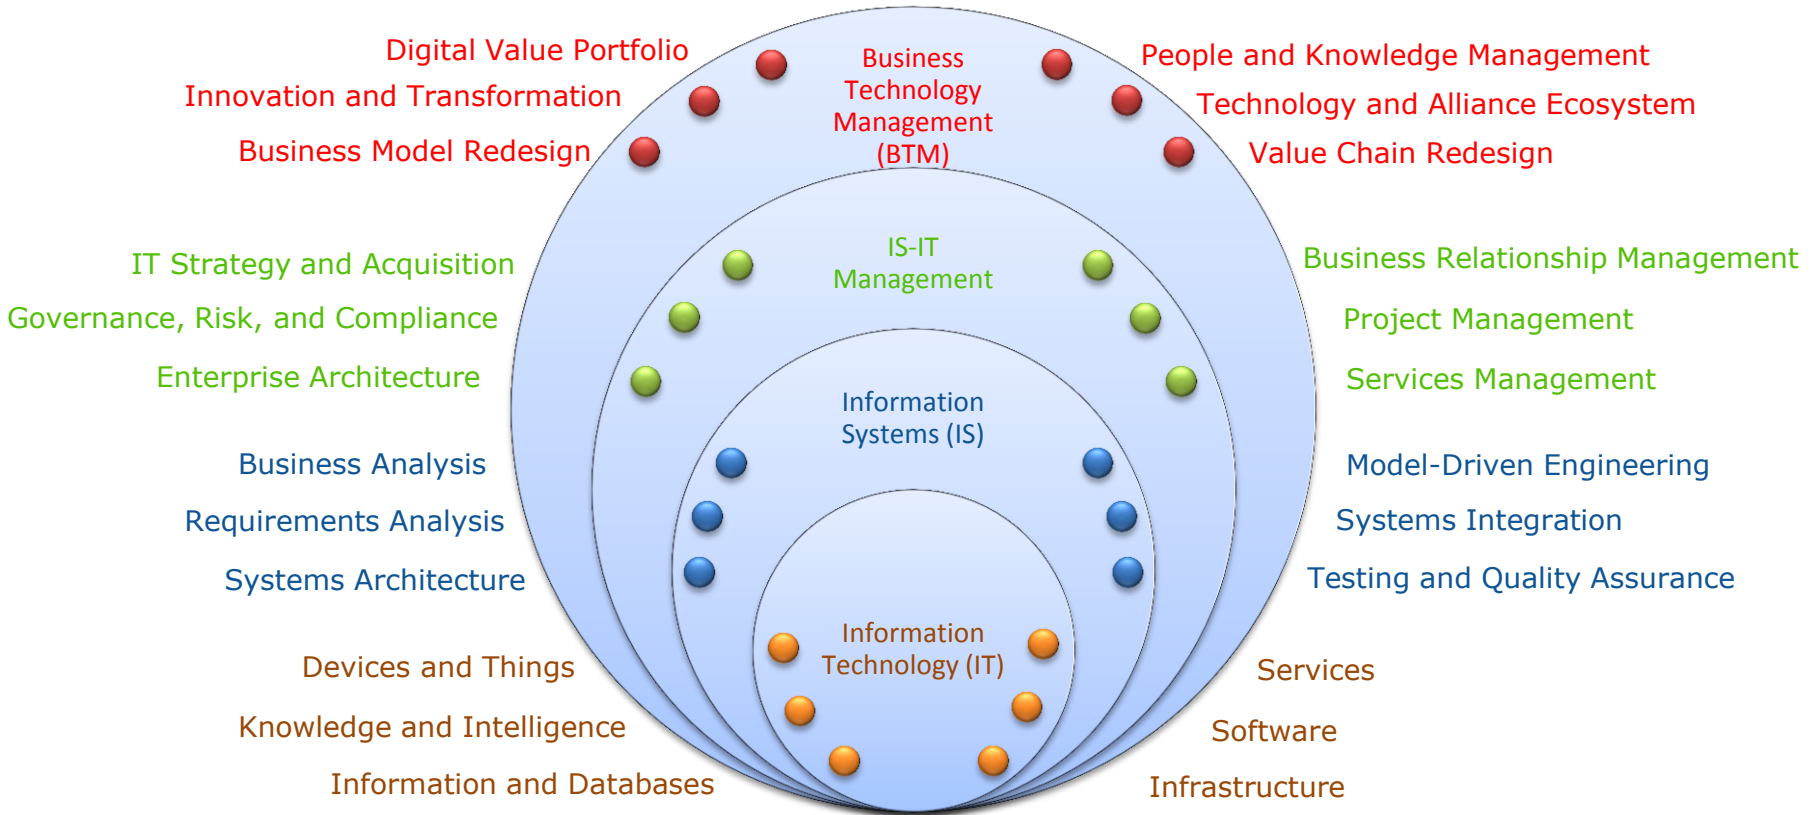 Digital Value Portfolio
Innovation and Transformation
Business Model Redesign
Business
Technology
Management
(BTM)
People and Knowledge Management
Technology and Alliance Ecosystem
Value Chain Redesign
IT Strategy and Acquisition
Governance, Risk, and Compliance
Enterprise Architecture
IS-IT
Management
Business Relationship Management
Project Management
Services Management
Business Analysis
Requirements Analysis
Systems Architecture
Information
Systems (IS)
Model-Driven Engineering
Systems Integration
Testing and Quality Assurance
Devices and Things
Knowledge and Intelligence
Information and Databases
Information
Technology (IT)
Services
Software
Infrastructure